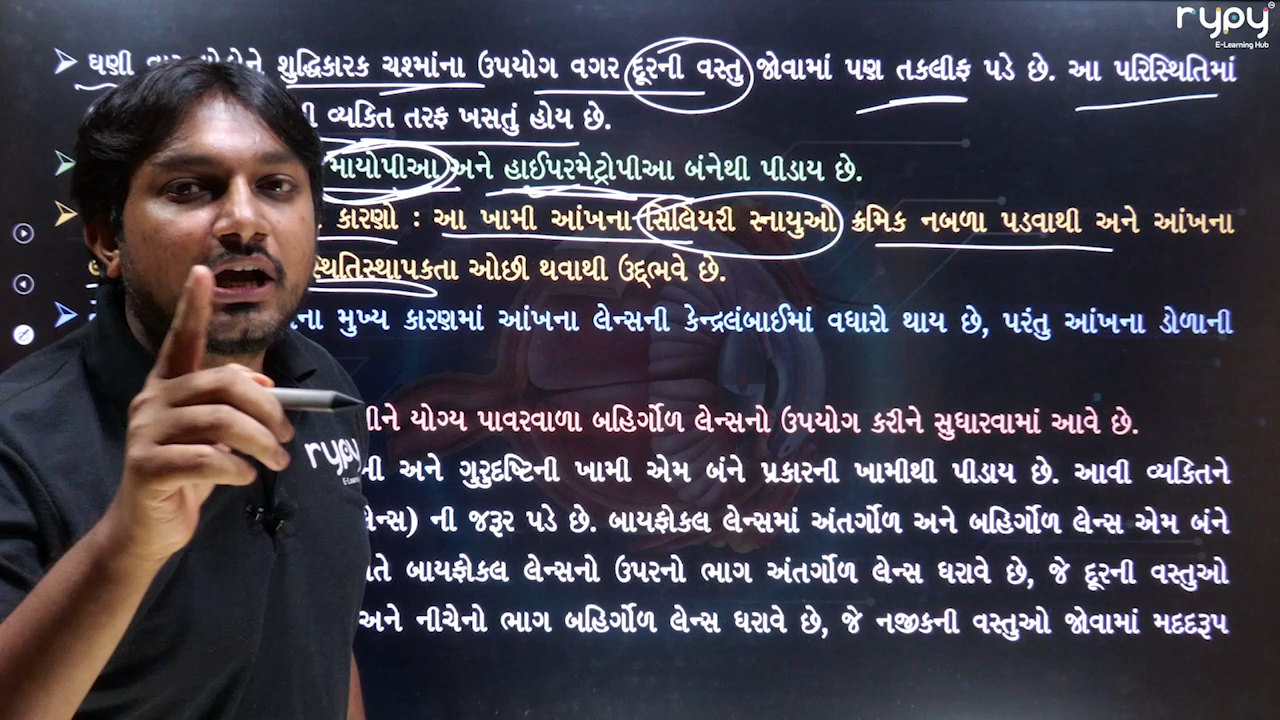 rypy
E-Learning Hub
ઘણી શુદ્ધિકારક ચશ્માંના ઉપયોગ વગર દૂરની વસ્તુ જોવામાં પણ તકલીફ પડે છે. આ પરિસ્થિતિમાં
વ્યકિત તરફ ખસતું હોય છે.
માયોપીઆ અને હાઈપરમેટ્રોપીઆ બંનેથી પીડાય છે.
કારણો : આ ખામી આંખના સિલિયરી સ્નાયુઓ ક્રમિક નબળા પડવાથી અને આંખના
ઓછી થવાથી ઉદ્ભવે છે.
મુખ્ય કારણમાં આંખના લેન્સની કેન્દ્રલંબાઈમાં વધારો થાય છે, પરંતુ આંખના ડોળાની
યોગ્ય પાવરવાળા બહિર્ગોળ લેન્સનો ઉપયોગ કરીને સુધારવામાં આવે છે.
અને ગુરુદષ્ટિની ખામી એમ બંને પ્રકારની ખામીથી પીડાય છે. આવી વ્યકિતને
ની જરૂર પડે છે. બાયફોકલ લેન્સમાં અંતર્ગોળ અને બહિર્ગોળ લેન્સ એમ બંને
બાયફોકલ લેન્સનો ઉપરનો ભાગ અંતર્ગોળ લેન્સ ધરાવે છે, જે દૂરની વસ્તુઓ
અને નીચેનો ભાગ બહિર્ગોળ લેન્સ ધરાવે છે, જે નજીકની વસ્તુઓ જોવામાં મદદરૂપ
rypy